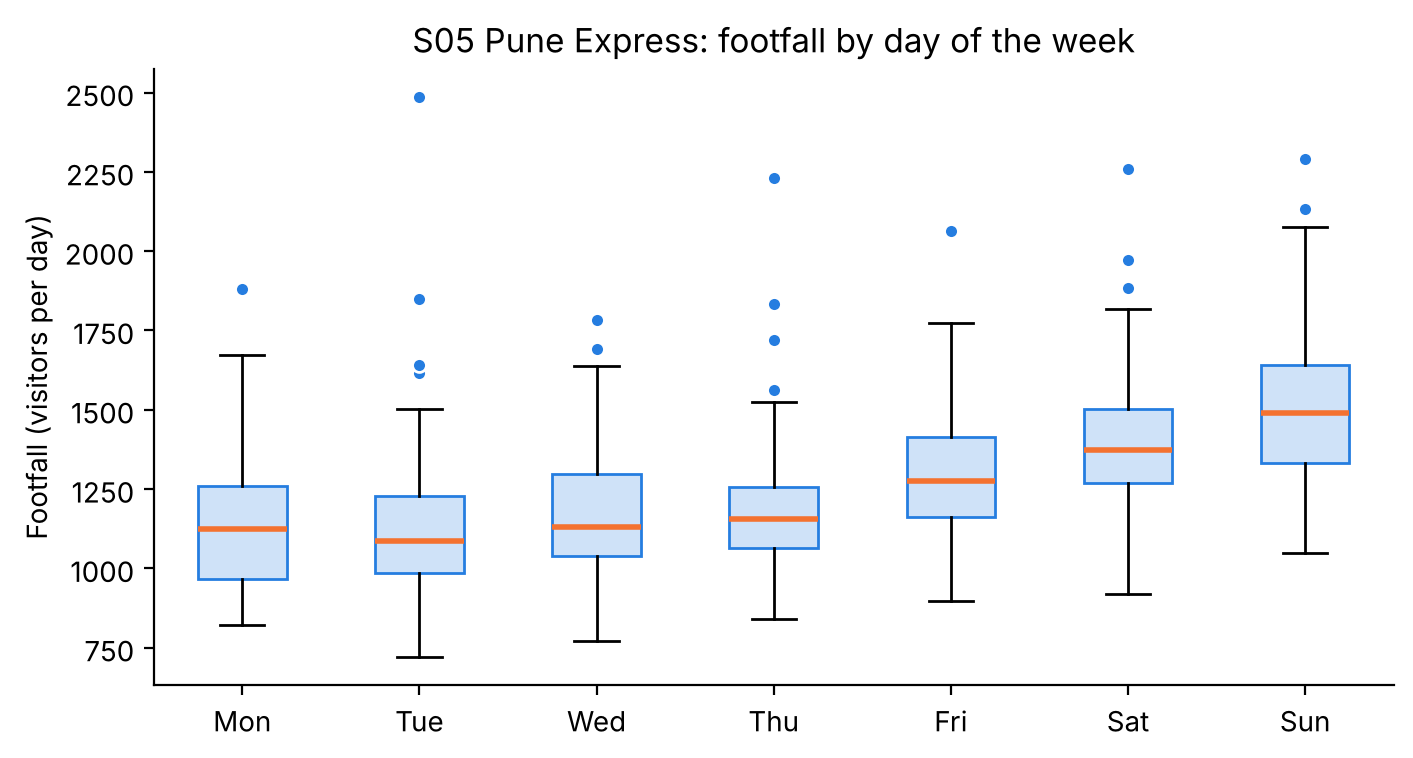 S05 Pune Express: footfall by day of the week
Footfall (visitors per day)
2500
2250
2000
1750
1500
1250
1000
750
Mon Tue Wed Thu Fri Sat Sun